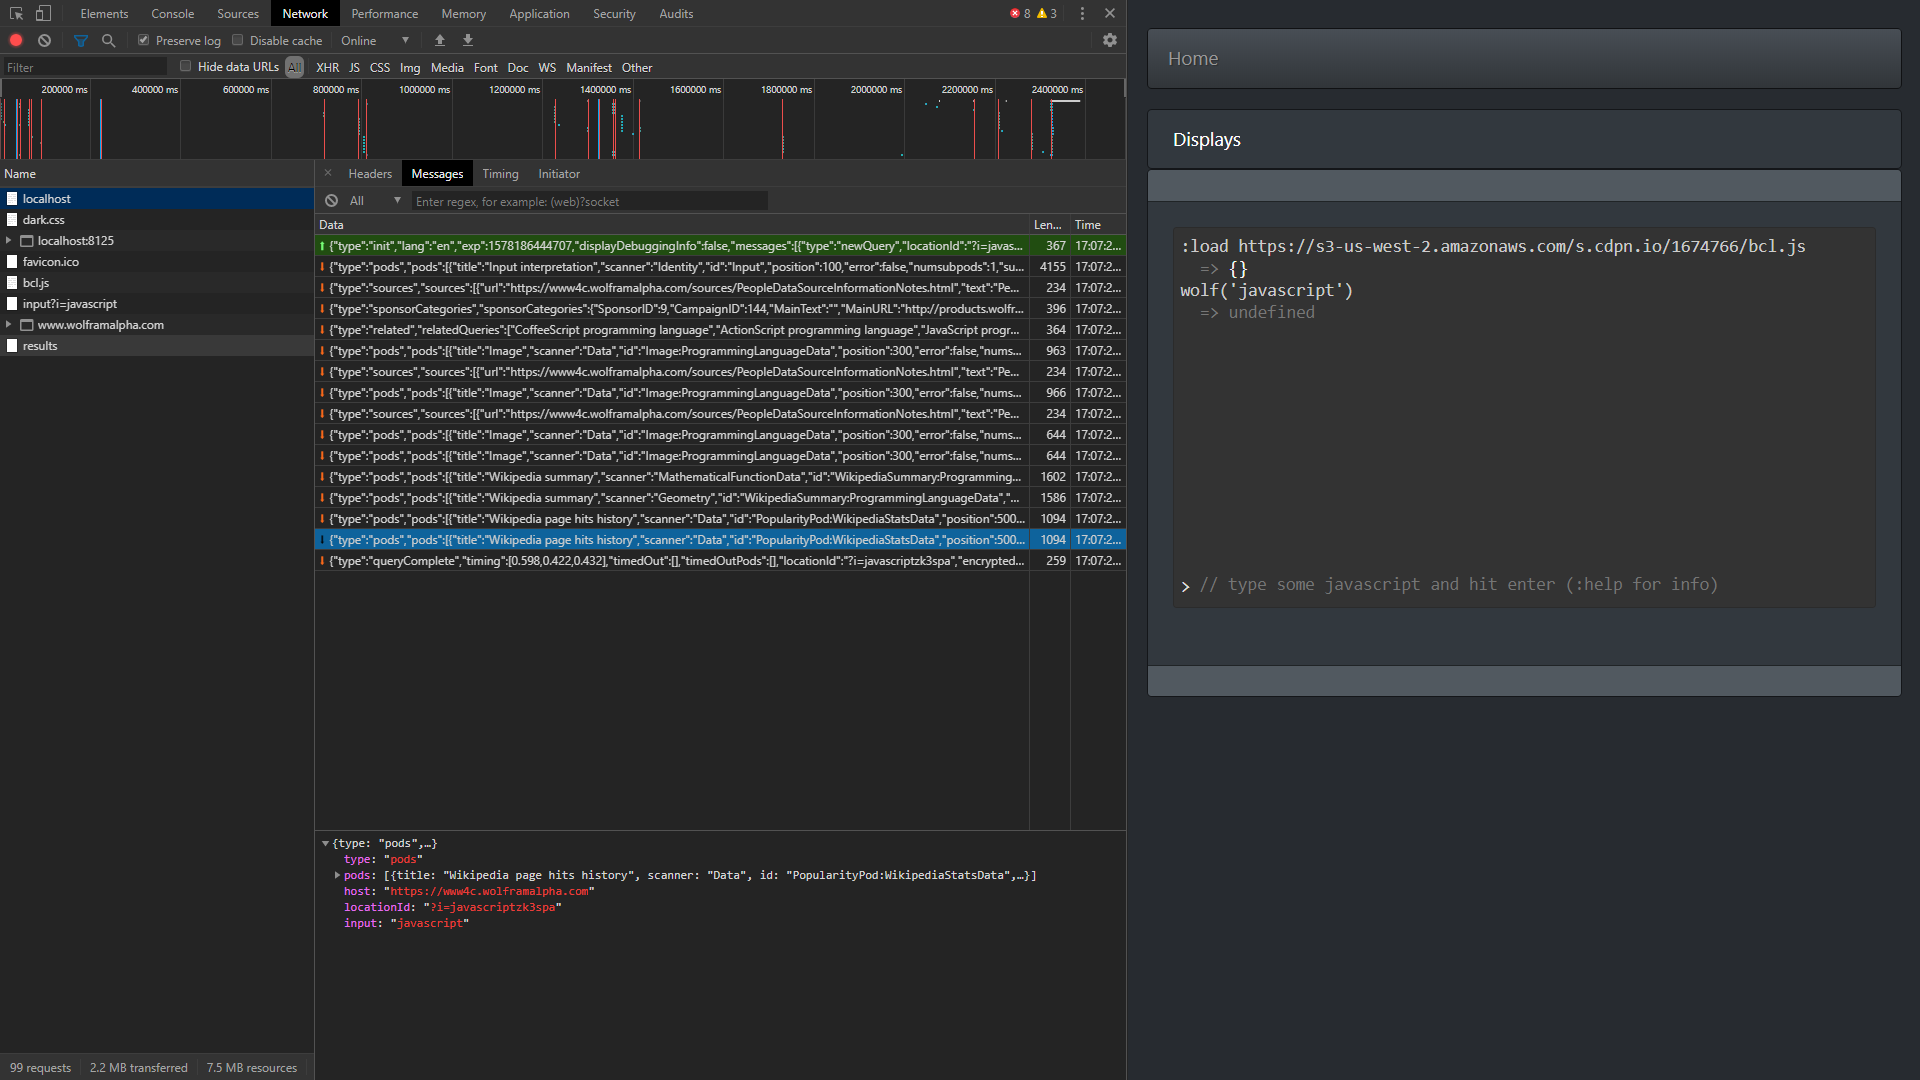 Elements Console Sources Network Performance Memory Application Security Audits 8 3
Preserve log Disable cache Online
Filter Hide data URLs All XHR JS CSS Img Media Font Doc WS Manifest Other
200000 ms 400000 ms 600000 ms 800000 ms 1000000 ms 1200000 ms 1400000 ms 1600000 ms 1800000 ms 2000000 ms 2200000 ms 2400000 ms
Name
localhost
dark.css
localhost:8125
favicon.ico
bcl.js
input?i=javascript
www.wolframalpha.com
results
99 requests 2.2 MB transferred 7.5 MB resources
× Headers Messages Timing Initiator
All Enter regex, for example: (web)?socket
Data Len... Time
{"type":"init","lang":"en","exp":1578186444707,"displayDebuggingInfo":false,"messages":[{"type":"newQuery","locationId":"?i=javas... 367 17:07:2...
{"type":"pods","pods":[{"title":"Input interpretation","scanner":"Identity","id":"Input","position":100,"error":false,"numsubpods":1,"su... 4155 17:07:2...
{"type":"sources","sources":[{"url":"https://www4c.wolframalpha.com/sources/PeopleDataSourceInformationNotes.html","text":"Pe... 234 17:07:2...
{"type":"sponsorCategories","sponsorCategories":{"SponsorID":9,"CampaignID":144,"MainText":"","MainURL":"http://products.wolfr... 396 17:07:2...
{"type":"related","relatedQueries":["CoffeeScript programming language","ActionScript programming language","JavaScript progr... 364 17:07:2...
{"type":"pods","pods":[{"title":"Image","scanner":"Data","id":"Image:ProgrammingLanguageData","position":300,"error":false,"nums... 963 17:07:2...
{"type":"sources","sources":[{"url":"https://www4c.wolframalpha.com/sources/PeopleDataSourceInformationNotes.html","text":"Pe... 234 17:07:2...
{"type":"pods","pods":[{"title":"Image","scanner":"Data","id":"Image:ProgrammingLanguageData","position":300,"error":false,"nums... 966 17:07:2...
{"type":"sources","sources":[{"url":"https://www4c.wolframalpha.com/sources/PeopleDataSourceInformationNotes.html","text":"Pe... 234 17:07:2...
{"type":"pods","pods":[{"title":"Image","scanner":"Data","id":"Image:ProgrammingLanguageData","position":300,"error":false,"nums... 644 17:07:2...
{"type":"pods","pods":[{"title":"Image","scanner":"Data","id":"Image:ProgrammingLanguageData","position":300,"error":false,"nums... 644 17:07:2...
{"type":"pods","pods":[{"title":"Wikipedia summary","scanner":"MathematicalFunctionData","id":"WikipediaSummary:Programming... 1602 17:07:2...
{"type":"pods","pods":[{"title":"Wikipedia summary","scanner":"Geometry","id":"WikipediaSummary:ProgrammingLanguageData","... 1586 17:07:2...
{"type":"pods","pods":[{"title":"Wikipedia page hits history","scanner":"Data","id":"PopularityPod:WikipediaStatsData","position":500... 1094 17:07:2...
{"type":"pods","pods":[{"title":"Wikipedia page hits history","scanner":"Data","id":"PopularityPod:WikipediaStatsData","position":500... 1094 17:07:2...
{"type":"queryComplete","timing":[0.598,0.422,0.432],"timedOut":[],"timedOutPods":[],"locationId":"?i=javascriptzk3spa","encrypted... 259 17:07:2...
{type: "pods",…}
type: "pods"
pods: [{title: "Wikipedia page hits history", scanner: "Data", id: "PopularityPod:WikipediaStatsData",…}]
host: "https://www4c.wolframalpha.com"
locationId: "?i=javascriptzk3spa"
input: "javascript"
Home
Displays
:load https://s3-us-west-2.amazonaws.com/s.cdpn.io/1674766/bcl.js
=> {}
wolf('javascript')
=> undefined
> // type some javascript and hit enter (:help for info)